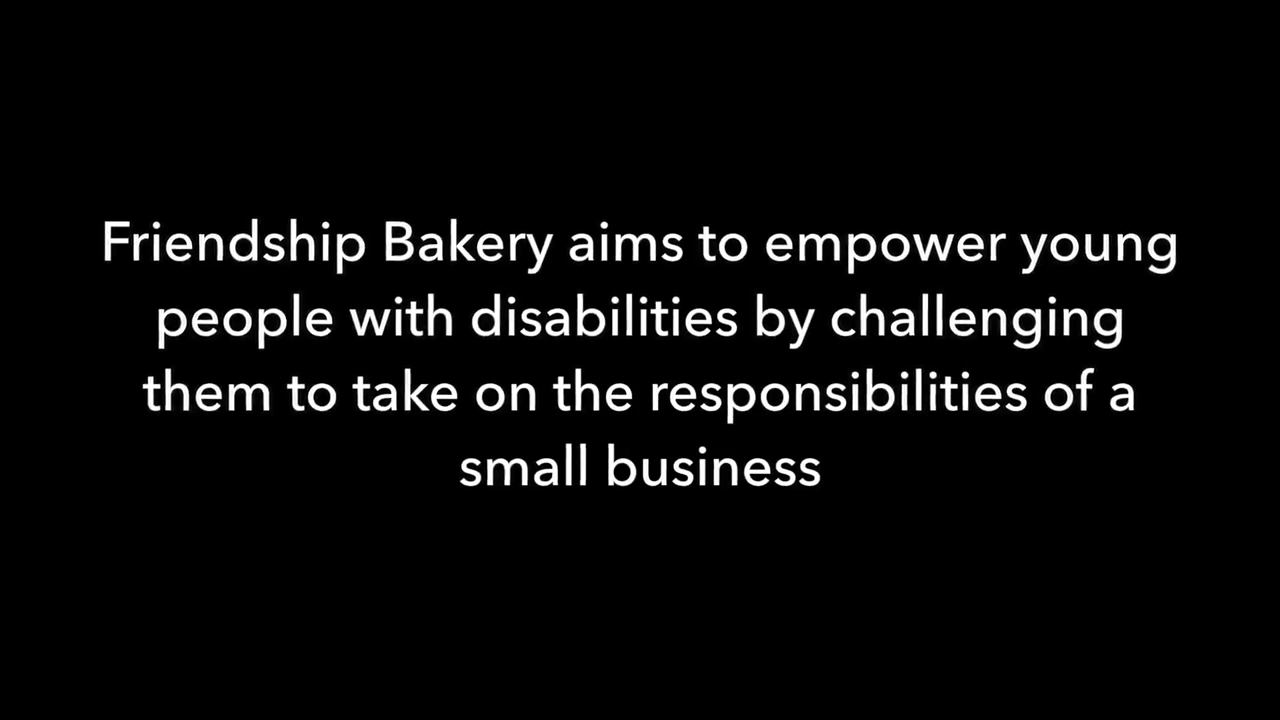 Friendship Bakery aims to empower young
people with disabilities by challenging
them to take on the responsibilities of a
small business